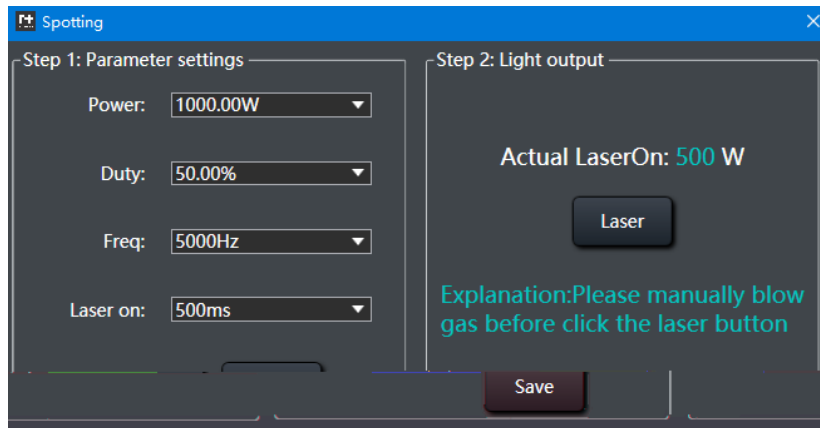 Spotting
Step 1: Parameter settings
Power: 1000.00W
Duty: 50.00%
Freq: 5000Hz
Laser on: 500ms
Step 2: Light output
Actual LaserOn: 500 W
Laser
Explanation:Please manually blow
gas before click the laser button
Save